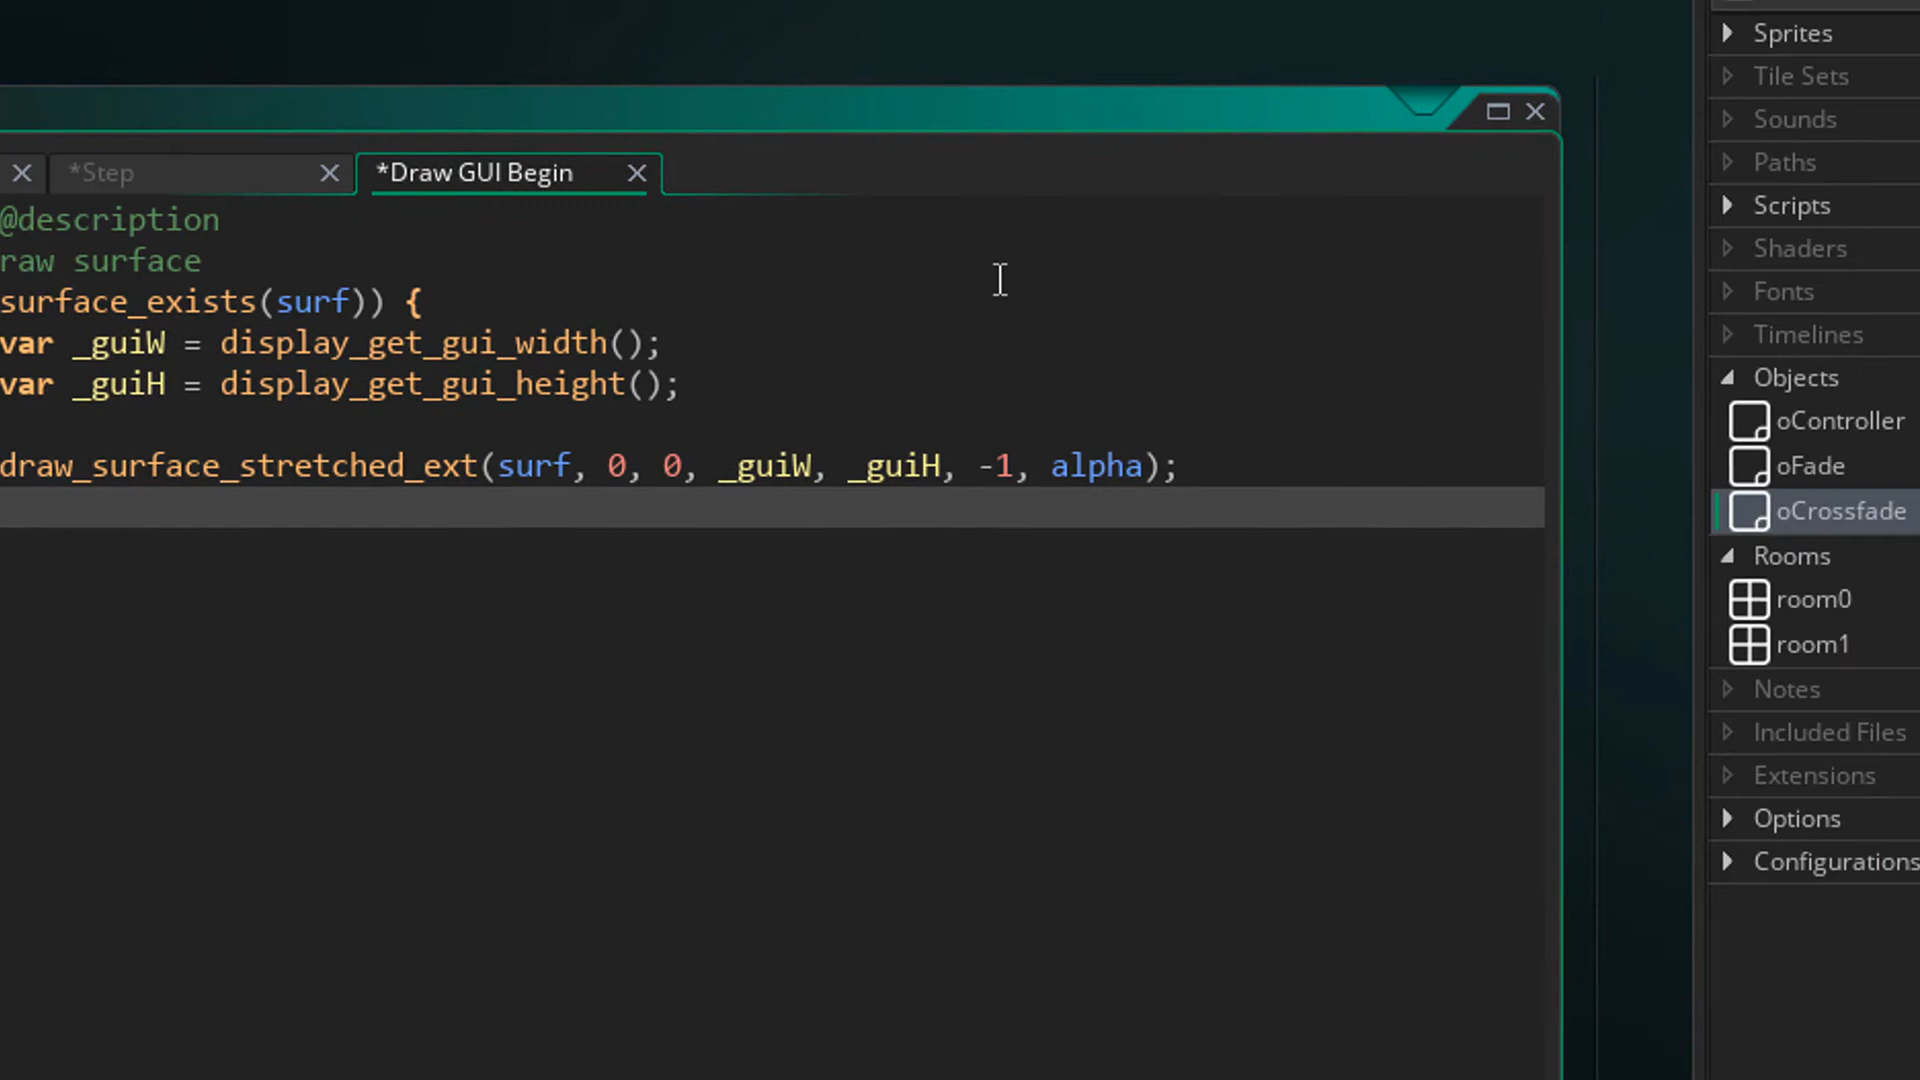 *Step
*Draw GUI Begin
@description
raw surface
surface_exists(surf)) {
var _guiW = display_get_gui_width();
var _guiH = display_get_gui_height();
draw_surface_stretched_ext(surf, 0, 0, _guiW, _guiH, -1, alpha);
Sprites
Tile Sets
Sounds
Paths
Scripts
Shaders
Fonts
Timelines
Objects
oController
oFade
oCrossfade
Rooms
room0
room1
Notes
Included Files
Extensions
Options
Configurations